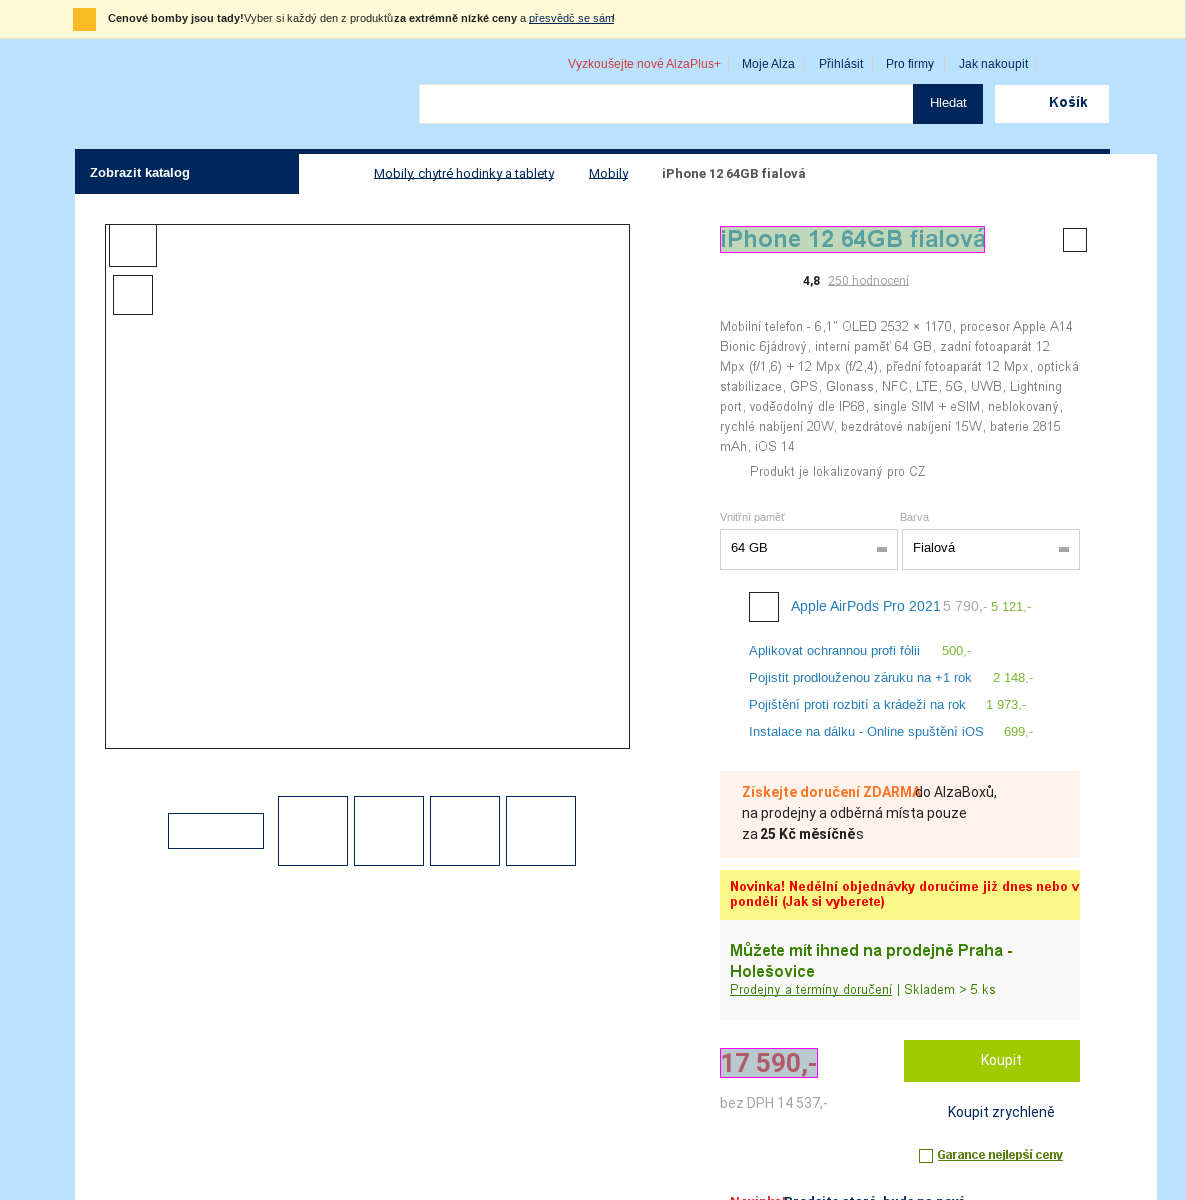 Cenové bomby jsou tady!Vyber si každý den z produktů za extrémně nízké ceny a přesvědč se sám!
Vyzkoušejte nové AlzaPlus+ Moje Alza Přihlásit Pro firmy Jak nakoupit
Hledat Košík
Zobrazit katalog Mobily, chytré hodinky a tablety Mobily iPhone 12 64GB fialová
iPhone 12 64GB fialová
4,8 250 hodnocení
Mobilní telefon - 6,1" OLED 2532 × 1170, procesor Apple A14
Bionic 6jádrový, interní paměť 64 GB, zadní fotoaparát 12
Mpx (f/1,6) + 12 Mpx (f/2,4), přední fotoaparát 12 Mpx, optická
stabilizace, GPS, Glonass, NFC, LTE, 5G, UWB, Lightning
port, voděodolný dle IP68, single SIM + eSIM, neblokovaný,
rychlé nabíjení 20W, bezdrátové nabíjení 15W, baterie 2815
mAh, iOS 14
Produkt je lokalizovaný pro CZ
Vnitřní paměť Barva
64 GB Fialová
Apple AirPods Pro 2021 5 790,- 5 121,-
Aplikovat ochrannou profi fólii 500,-
Pojistit prodlouženou záruku na +1 rok 2 148,-
Pojištění proti rozbití a krádeži na rok 1 973,-
Instalace na dálku - Online spuštění iOS 699,-
Získejte doručení ZDARMA do AlzaBoxů,
na prodejny a odběrná místa pouze
za 25 Kč měsíčně s
Novinka! Nedělní objednávky doručíme již dnes nebo v
pondělí (Jak si vyberete)
Můžete mít ihned na prodejně Praha -
Holešovice
Prodejny a termíny doručení | Skladem > 5 ks
17 590,- Koupit
bez DPH 14 537,-
Koupit zrychleně
Garance nejlepší ceny